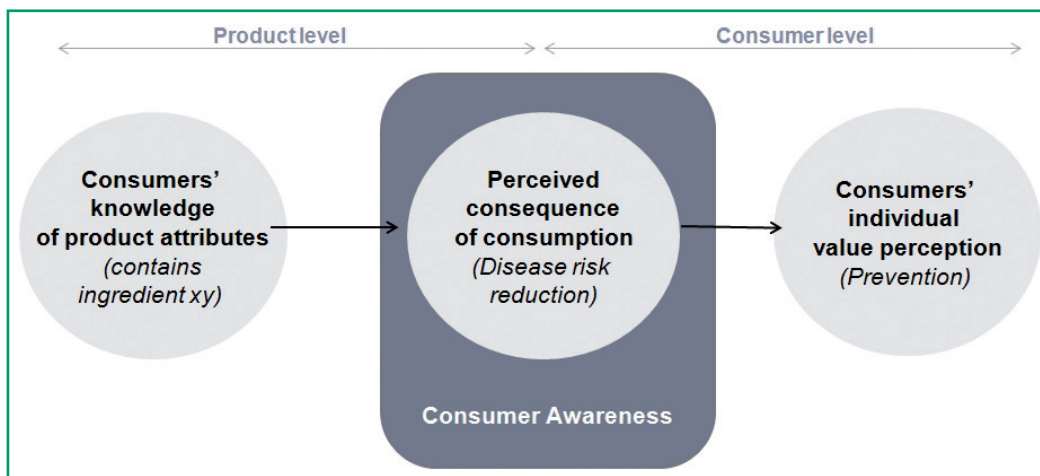 Product level
Consumer level
Consumers'
knowledge
of product attributes
(contains
ingredient xy)
Perceived
consequence
of consumption
(Disease risk
reduction)
Consumers'
individual
value perception
(Prevention)
Consumer Awareness